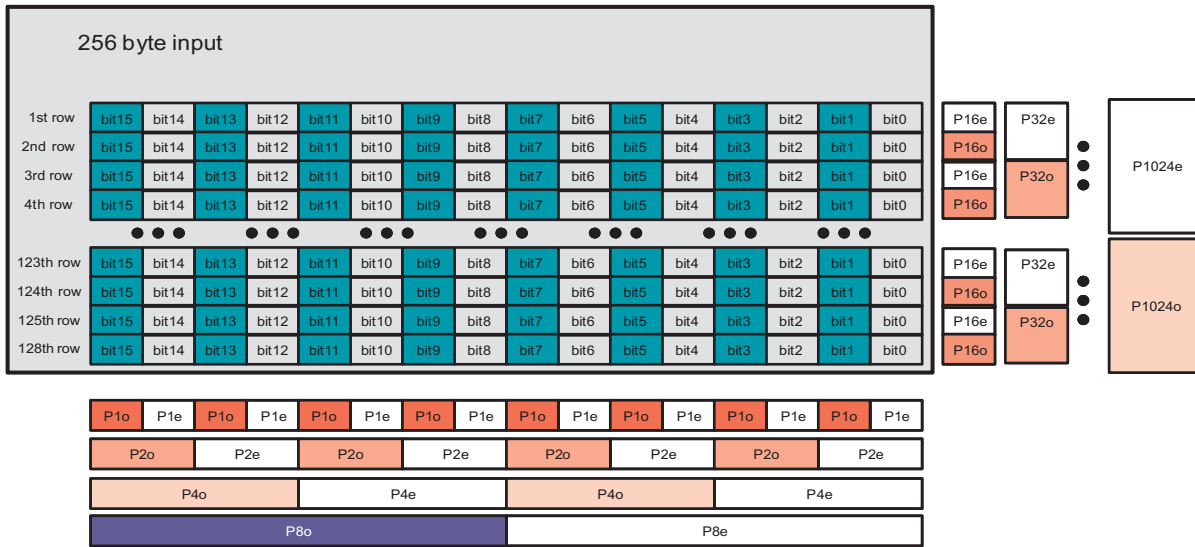 256 byte input
1st row bit15 bit14 bit13 bit12 bit11 bit10 bit9 bit8 bit7 bit6 bit5 bit4 bit3 bit2 bit1 bit0 P16e P32e
2nd row bit15 bit14 bit13 bit12 bit11 bit10 bit9 bit8 bit7 bit6 bit5 bit4 bit3 bit2 bit1 bit0 P16o
P1024e
3rd row bit15 bit14 bit13 bit12 bit11 bit10 bit9 bit8 bit7 bit6 bit5 bit4 bit3 bit2 bit1 bit0 P16e P32o
4th row bit15 bit14 bit13 bit12 bit11 bit10 bit9 bit8 bit7 bit6 bit5 bit4 bit3 bit2 bit1 bit0 P16o
123th row bit15 bit14 bit13 bit12 bit11 bit10 bit9 bit8 bit7 bit6 bit5 bit4 bit3 bit2 bit1 bit0 P16e P32e
124th row bit15 bit14 bit13 bit12 bit11 bit10 bit9 bit8 bit7 bit6 bit5 bit4 bit3 bit2 bit1 bit0 P16o
P1024o
125th row bit15 bit14 bit13 bit12 bit11 bit10 bit9 bit8 bit7 bit6 bit5 bit4 bit3 bit2 bit1 bit0 P16e P32o
128th row bit15 bit14 bit13 bit12 bit11 bit10 bit9 bit8 bit7 bit6 bit5 bit4 bit3 bit2 bit1 bit0 P16o
P1o P1e P1o P1e P1o P1e P1o P1e P1o P1e P1o P1e P1o P1e P1o P1e
P2o P2e P2o P2e P2o P2e P2o P2e
P4o P4e P4o P4e
P8o P8e